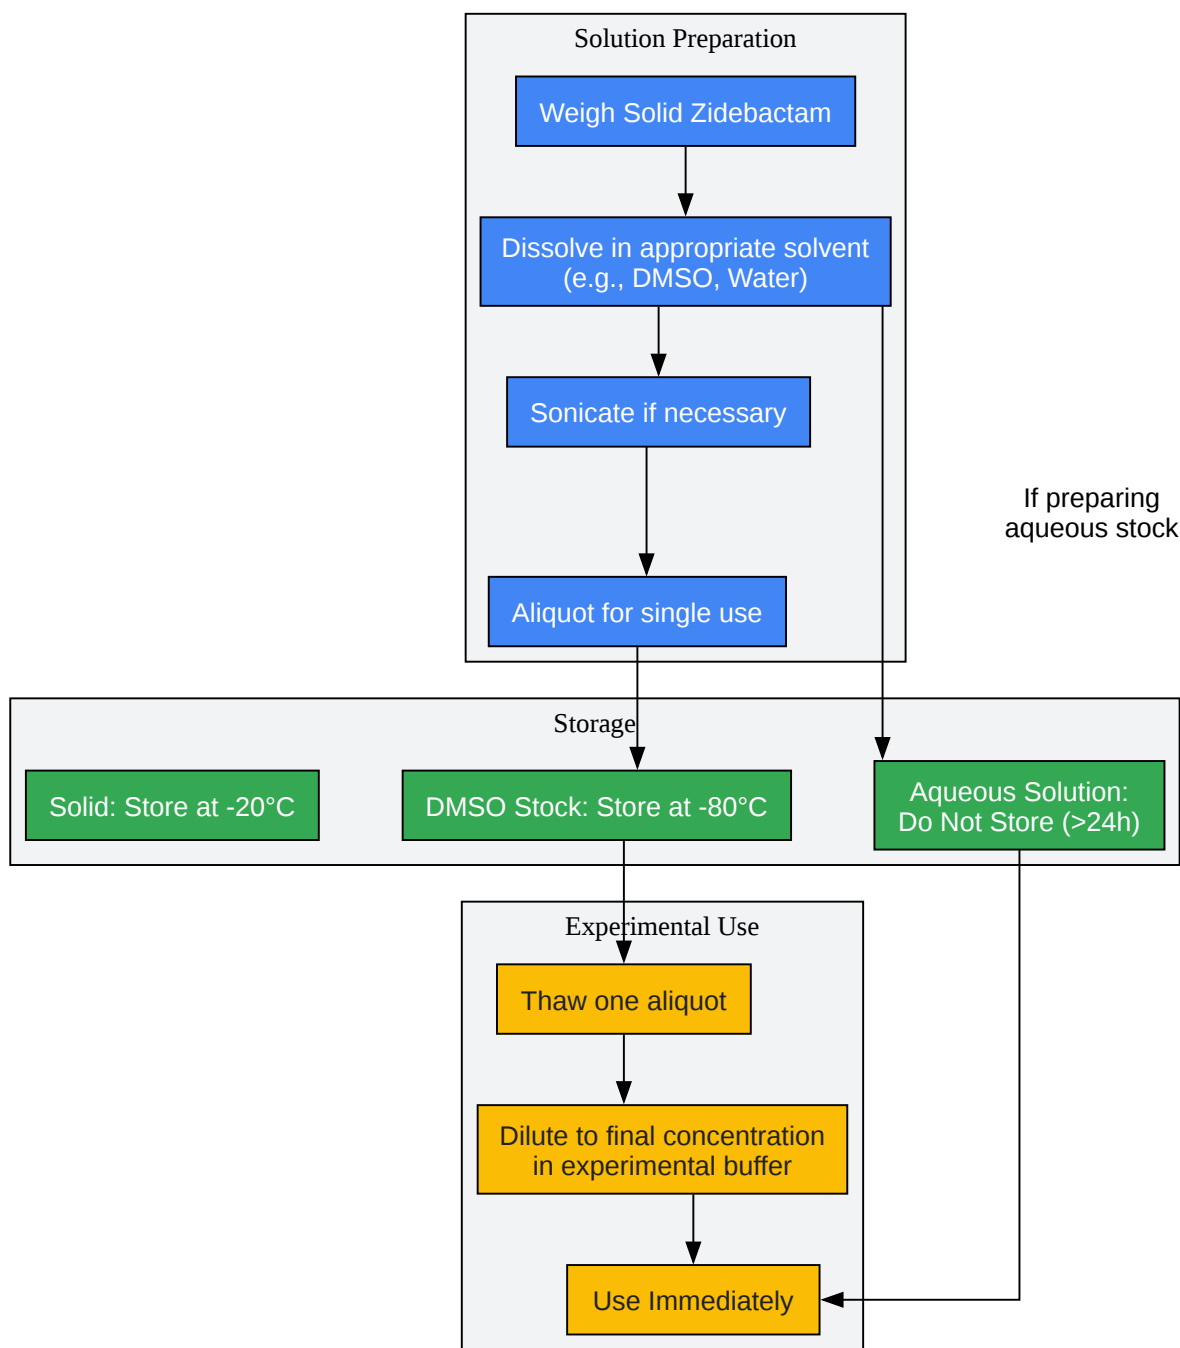 Solution Preparation
Weigh Solid Zidebactam
Dissolve in appropriate solvent
(e.g., DMSO, Water)
Sonicate if necessary
If preparing
aqueous stock
Aliquot for single use
Storage
Solid: Store at -20°C
DMSO Stock: Store at -80°C
Aqueous Solution:
Do Not Store (>24h)
Experimental Use
Thaw one aliquot
Dilute to final concentration
in experimental buffer
Use Immediately